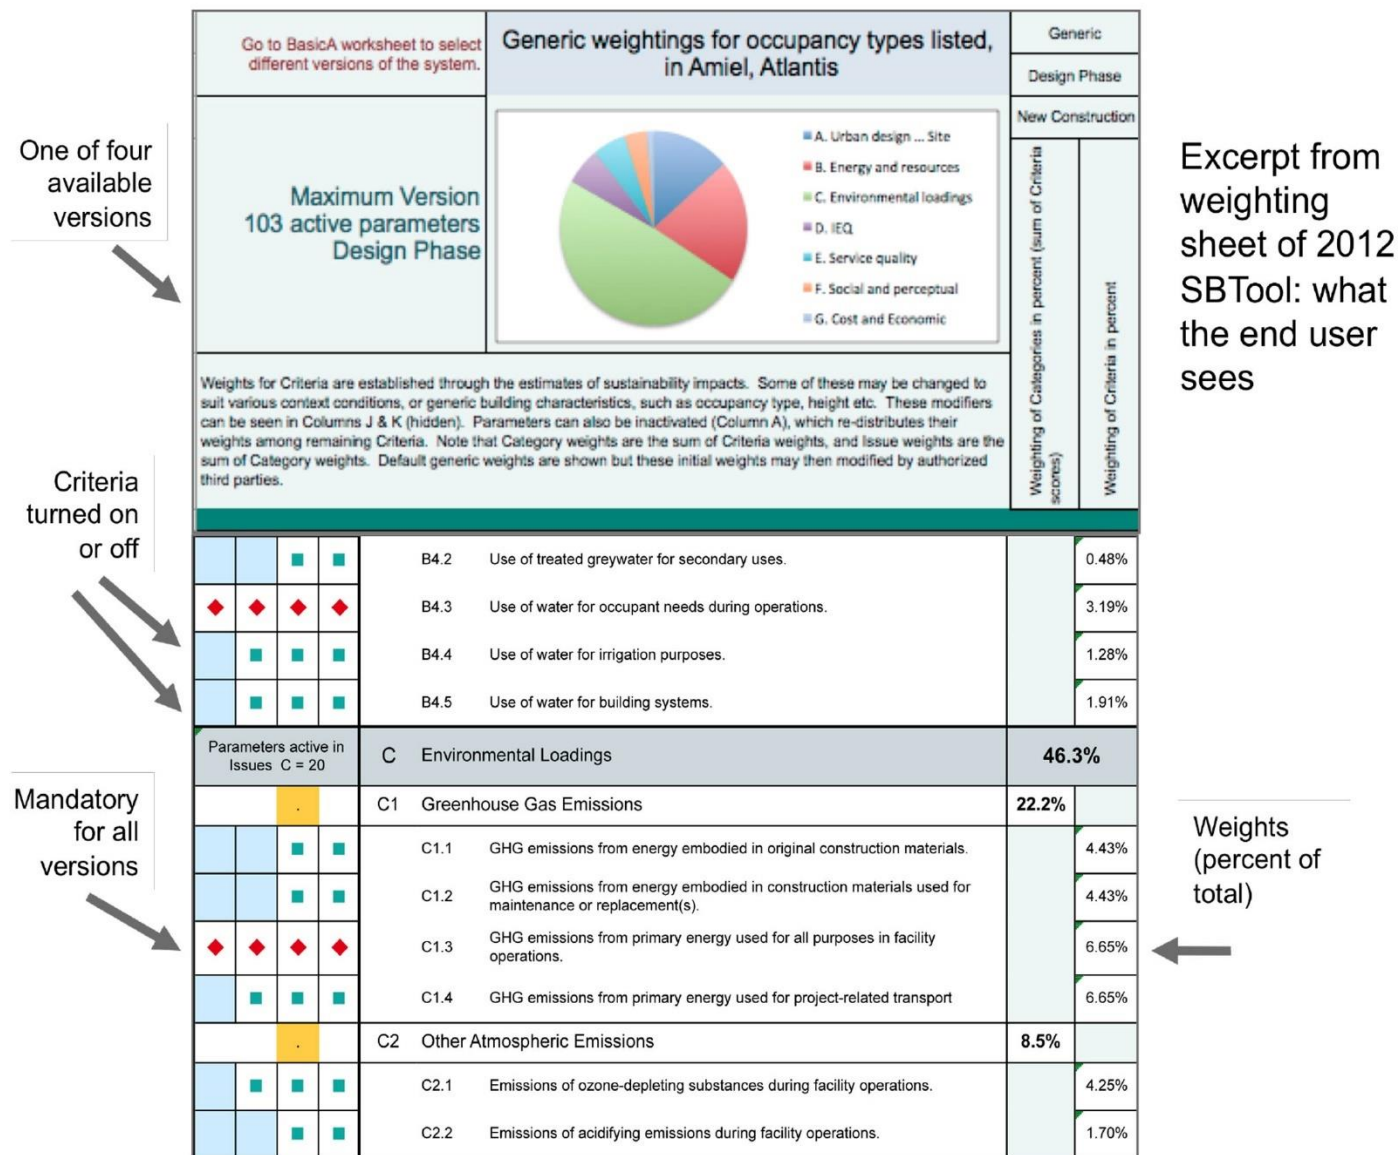 Go to BasicA worksheet to select
different versions of the system.
Generic weightings for occupancy types listed,
in Amiel, Atlantis
Generic
Design Phase
New Construction
One of four
available
versions
Maximum Version
103 active parameters
Design Phase
A. Urban design ... Site
B. Energy and resources
C. Environmental loadings
D. IEQ
E. Service quality
F. Social and perceptual
G. Cost and Economic
Weighting of Categories in percent (sum of Criteria
scores)
Weighting of Criteria in percent
Excerpt from
weighting
sheet of 2012
SBTool: what
the end user
sees
Weights for Criteria are established through the estimates of sustainability impacts. Some of these may be changed to
suit various context conditions, or generic building characteristics, such as occupancy type, height etc. These modifiers
can be seen in Columns J & K (hidden). Parameters can also be inactivated (Column A), which re-distributes their
weights among remaining Criteria. Note that Category weights are the sum of Criteria weights, and Issue weights are the
sum of Category weights. Default generic weights are shown but these initial weights may then modified by authorized
third parties.
Criteria
turned on
or off
B4.2 Use of treated greywater for secondary uses. 0.48%
B4.3 Use of water for occupant needs during operations. 3.19%
B4.4 Use of water for irrigation purposes. 1.28%
B4.5 Use of water for building systems. 1.91%
Parameters active in
Issues C = 20
C Environmental Loadings 46.3%
Mandatory
for all
versions
C1 Greenhouse Gas Emissions 22.2%
C1.1 GHG emissions from energy embodied in original construction materials. 4.43%
C1.2 GHG emissions from energy embodied in construction materials used for
maintenance or replacement(s). 4.43%
C1.3 GHG emissions from primary energy used for all purposes in facility
operations. 6.65%
C1.4 GHG emissions from primary energy used for project-related transport 6.65%
Weights
(percent of
total)
C2 Other Atmospheric Emissions 8.5%
C2.1 Emissions of ozone-depleting substances during facility operations. 4.25%
C2.2 Emissions of acidifying emissions during facility operations. 1.70%